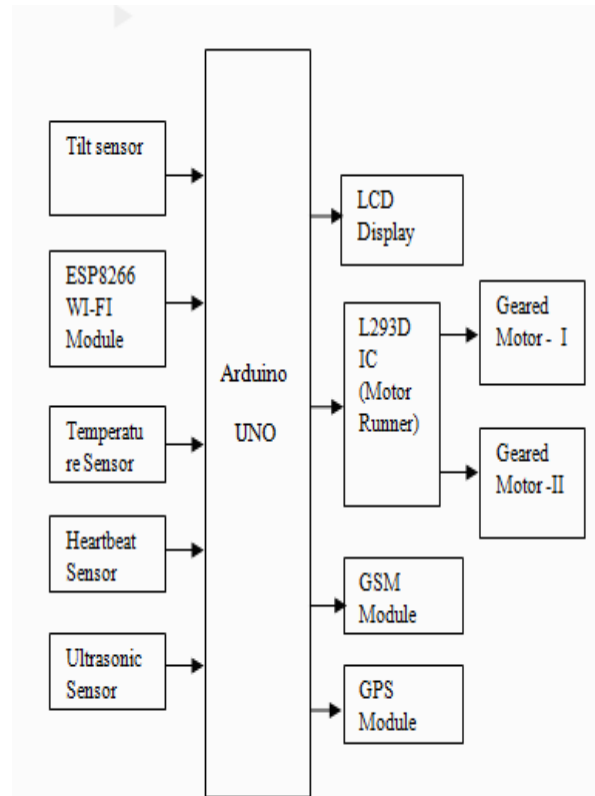 Tilt sensor
ESP8266
WI-FI
Module
Temperatu
re Sensor
Heartbeat
Sensor
Ultrasonic
Sensor
Arduino
UNO
LCD
Display
L293D
IC
(Motor
Runner)
Geared
Motor - I
Geared
Motor -II
GSM
Module
GPS
Module